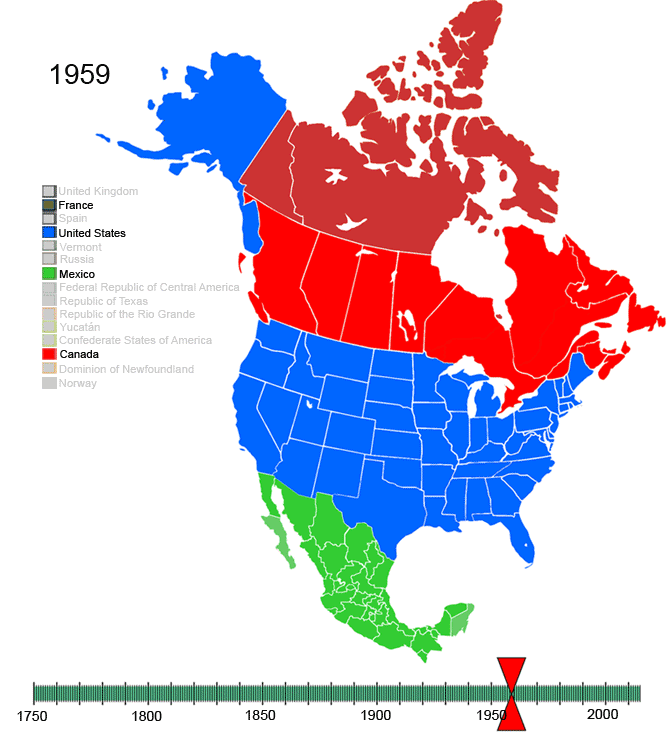 1959
United Kingdom
France
Spain
United States
Vermont
Russia
Mexico
Federal Republic of Central America
Republic of Texas
Republic of the Rio Grande
Yucatán
Confederate States of America
Canada
Dominion of Newfoundland
Norway
1750 1800 1850 1900 1950 2000